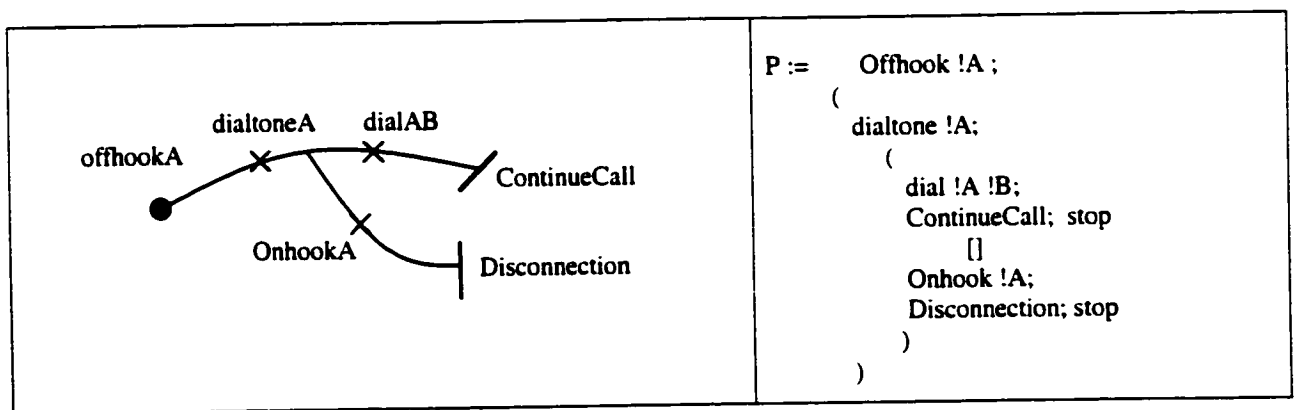 dialtoneA dialAB
offhookA
ContinueCall
OnhookA
Disconnection
P := Offhook !A ;
(
dialtone !A;
(
dial !A !B;
ContinueCall; stop
[]
Onhook !A;
Disconnection; stop
)
)